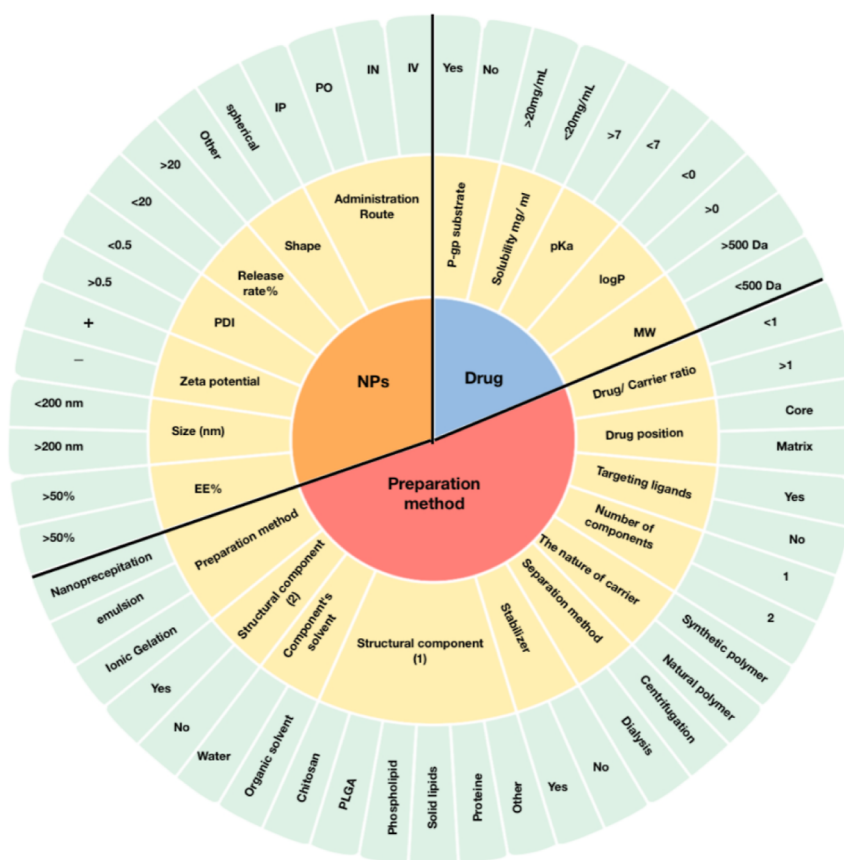 NPs
Drug
Preparation
method
Administration
Route
P-gp substrate
Solubility mg/ ml
pKa
logP
MW
Drug/ Carrier ratio
Drug position
Targeting ligands
Number of
components
The nature of carrier
Separation method
Stabilizer
Structural component
(1)
Component's
solvent
Structural component
(2)
Preparation method
EE%
Size (nm)
Zeta potential
PDI
Release
rate%
Shape
Yes
No
>20mg/mL
<20mg/mL
>7
<7
<0
>0
>500 Da
<500 Da
<1
>1
Core
Matrix
Yes
No
1
2
Synthetic polymer
Natural polymer
Centrifugation
Dialysis
No
Yes
Other
Proteine
Solid lipids
Phospholipid
PLGA
Chitosan
Organic solvent
Water
No
Yes
Ionic Gelation
emulsion
Nanoprecepitation
>50%
>50%
>200 nm
<200 nm
−
+
>0.5
<0.5
<20
>20
Other
spherical
IP
PO
IN
IV